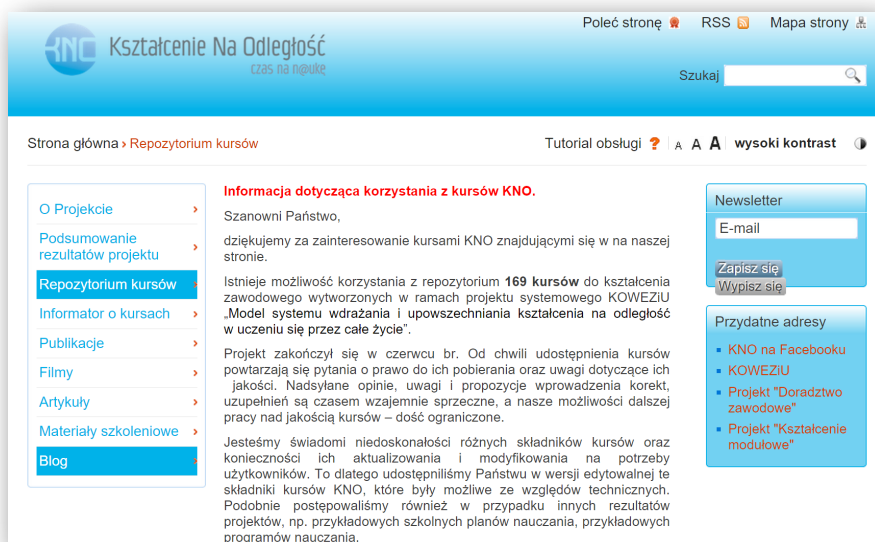 Poleć stronę RSS Mapa strony
KNO Kształcenie Na Odległość
czas na n@ukę
Szukaj
Strona główna › Repozytorium kursów
Tutorial obsługi ? A A A wysoki kontrast
O Projekcie ›
Podsumowanie
rezultatów projektu ›
Repozytorium kursów ›
Informator o kursach ›
Publikacje ›
Filmy ›
Artykuły ›
Materiały szkoleniowe ›
Blog ›
Informacja dotycząca korzystania z kursów KNO.
Szanowni Państwo,
dziękujemy za zainteresowanie kursami KNO znajdującymi się w na naszej
stronie.
Istnieje możliwość korzystania z repozytorium 169 kursów do kształcenia
zawodowego wytworzonych w ramach projektu systemowego KOWEZiU
„Model systemu wdrażania i upowszechniania kształcenia na odległość
w uczeniu się przez całe życie”.
Projekt zakończył się w czerwcu br. Od chwili udostępnienia kursów
powtarzają się pytania o prawo do ich pobierania oraz uwagi dotyczące ich
jakości. Nadsyłane opinie, uwagi i propozycje wprowadzenia korekt,
uzupełnień są czasem wzajemnie sprzeczne, a nasze możliwości dalszej
pracy nad jakością kursów – dość ograniczone.
Jesteśmy świadomi niedoskonałości różnych składników kursów oraz
konieczności ich aktualizowania i modyfikowania na potrzeby
użytkowników. To dlatego udostępniliśmy Państwu w wersji edytowalnej te
składniki kursów KNO, które były możliwe ze względów technicznych.
Podobnie postępowaliśmy również w przypadku innych rezultatów
projektów, np. przykładowych szkolnych planów nauczania, przykładowych
programów nauczania.
Newsletter
E-mail
Zapisz się
Wypisz się
Przydatne adresy
KNO na Facebooku
KOWEZiU
Projekt "Doradztwo
zawodowe"
Projekt "Kształcenie
modułowe"